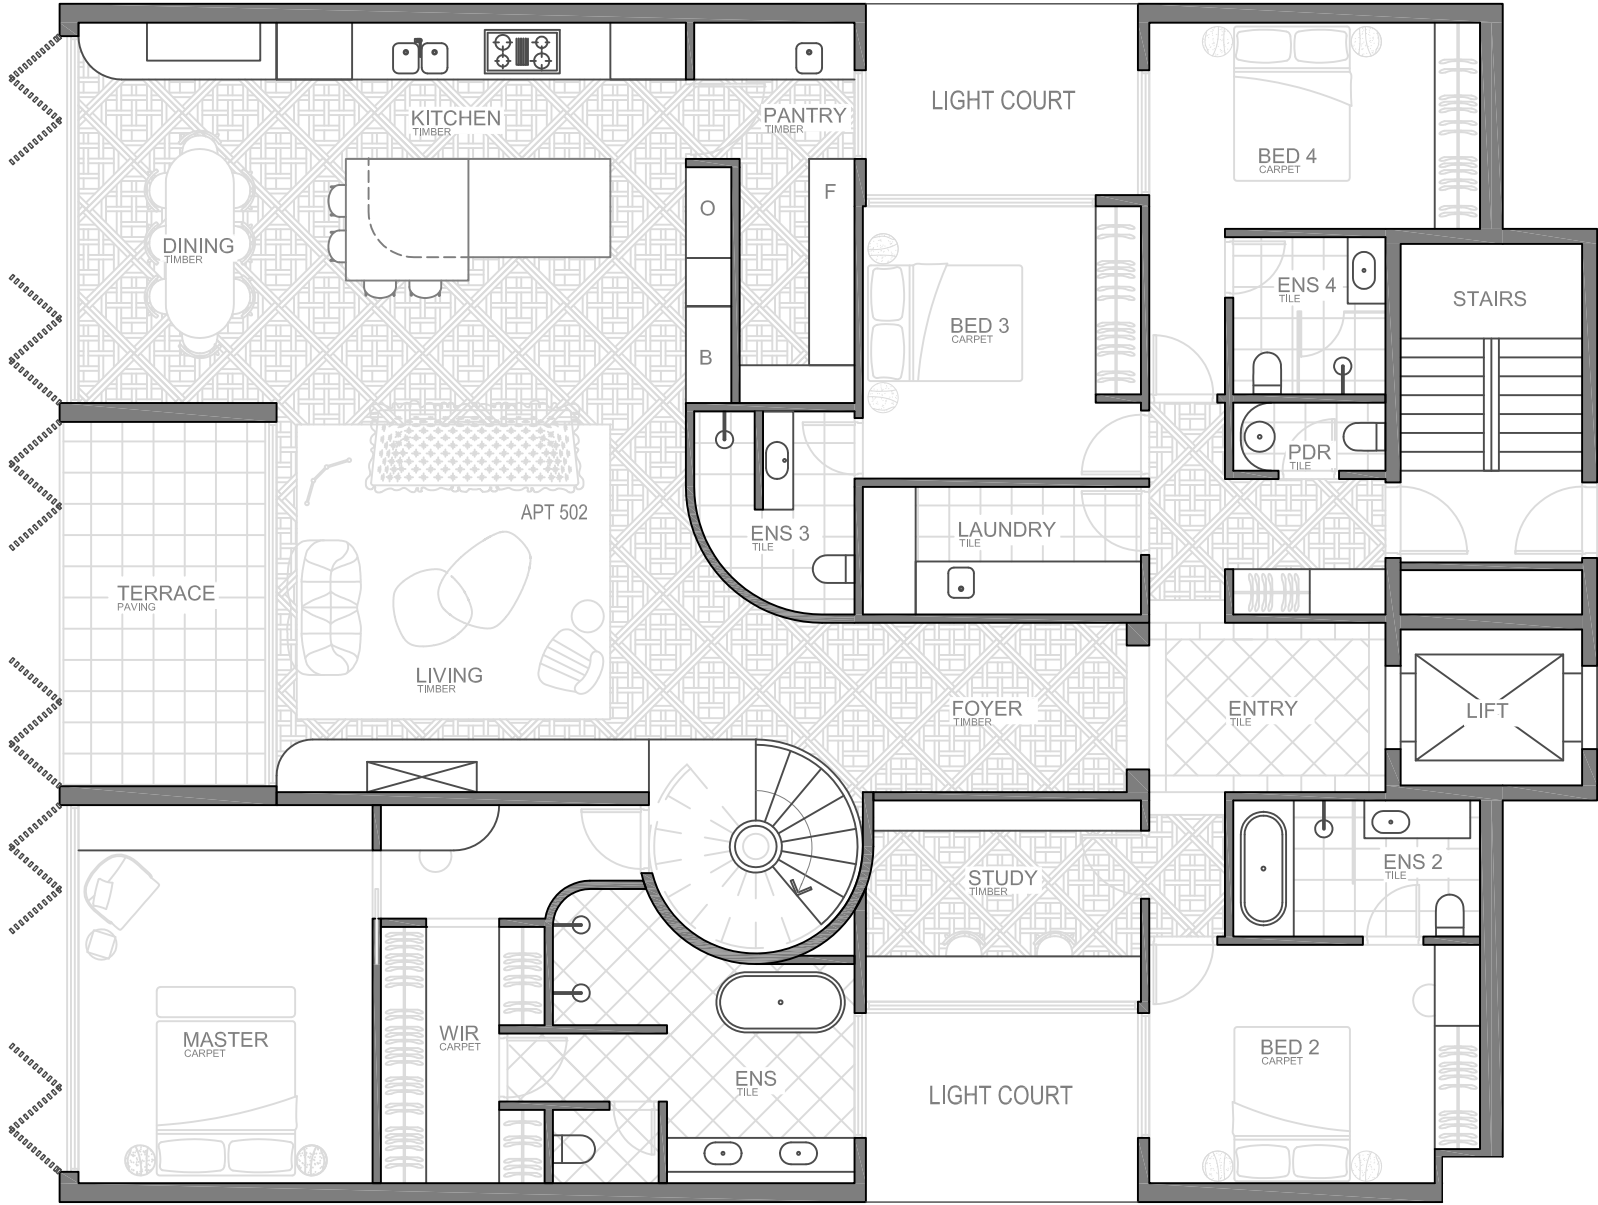 LIGHT COURT
KITCHEN
TIMBER
PANTRY
TIMBER
BED 4
CARPET
O
F
DINING
TIMBER
ENS 4
TILE
STAIRS
BED 3
CARPET
B
PDR
TILE
APT 502
ENS 3
TILE
LAUNDRY
TILE
TERRACE
PAVING
LIVING
TIMBER
FOYER
TIMBER
ENTRY
TILE
LIFT
STUDY
TIMBER
ENS 2
TILE
MASTER
CARPET
WIR
CARPET
BED 2
CARPET
ENS
TILE
LIGHT COURT